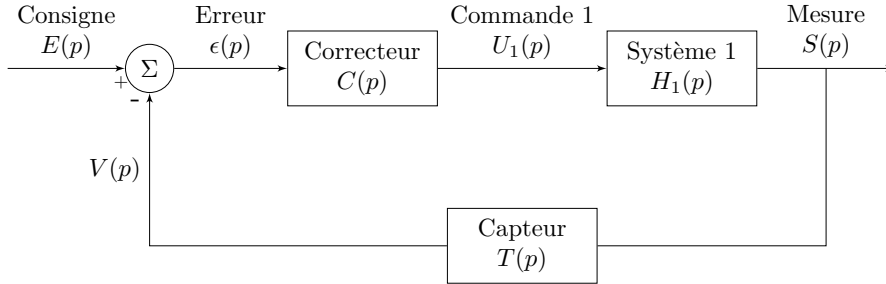 Consigne
E(p)
Erreur
ϵ(p)
Commande 1
U₁(p)
Mesure
S(p)
Σ
+
-
Correcteur
C(p)
Système 1
H₁(p)
V(p)
Capteur
T(p)